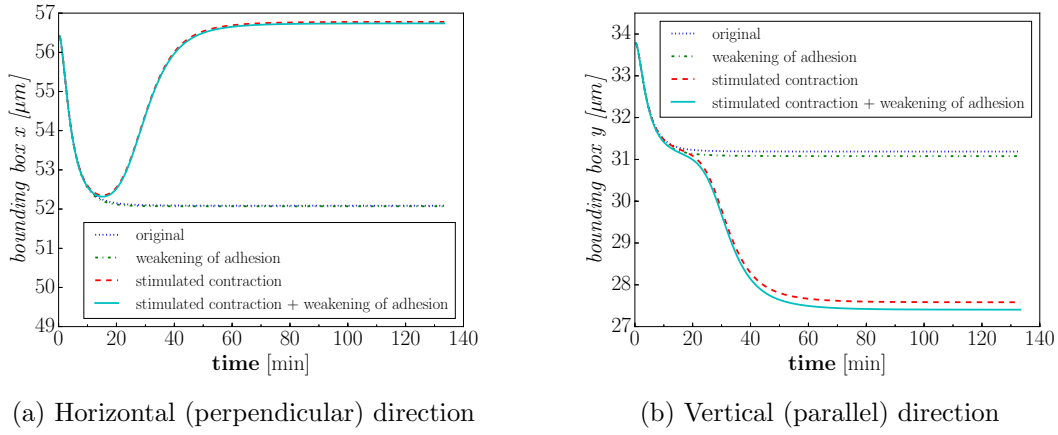 57
56
55
54
53
52
51
50
49
bounding box x [μm]
original
weakening of adhesion
stimulated contraction
stimulated contraction + weakening of adhesion
0 20 40 60 80 100 120 140
time [min]
(a) Horizontal (perpendicular) direction
34
33
32
31
30
29
28
27
bounding box y [μm]
original
weakening of adhesion
stimulated contraction
stimulated contraction + weakening of adhesion
0 20 40 60 80 100 120 140
time [min]
(b) Vertical (parallel) direction